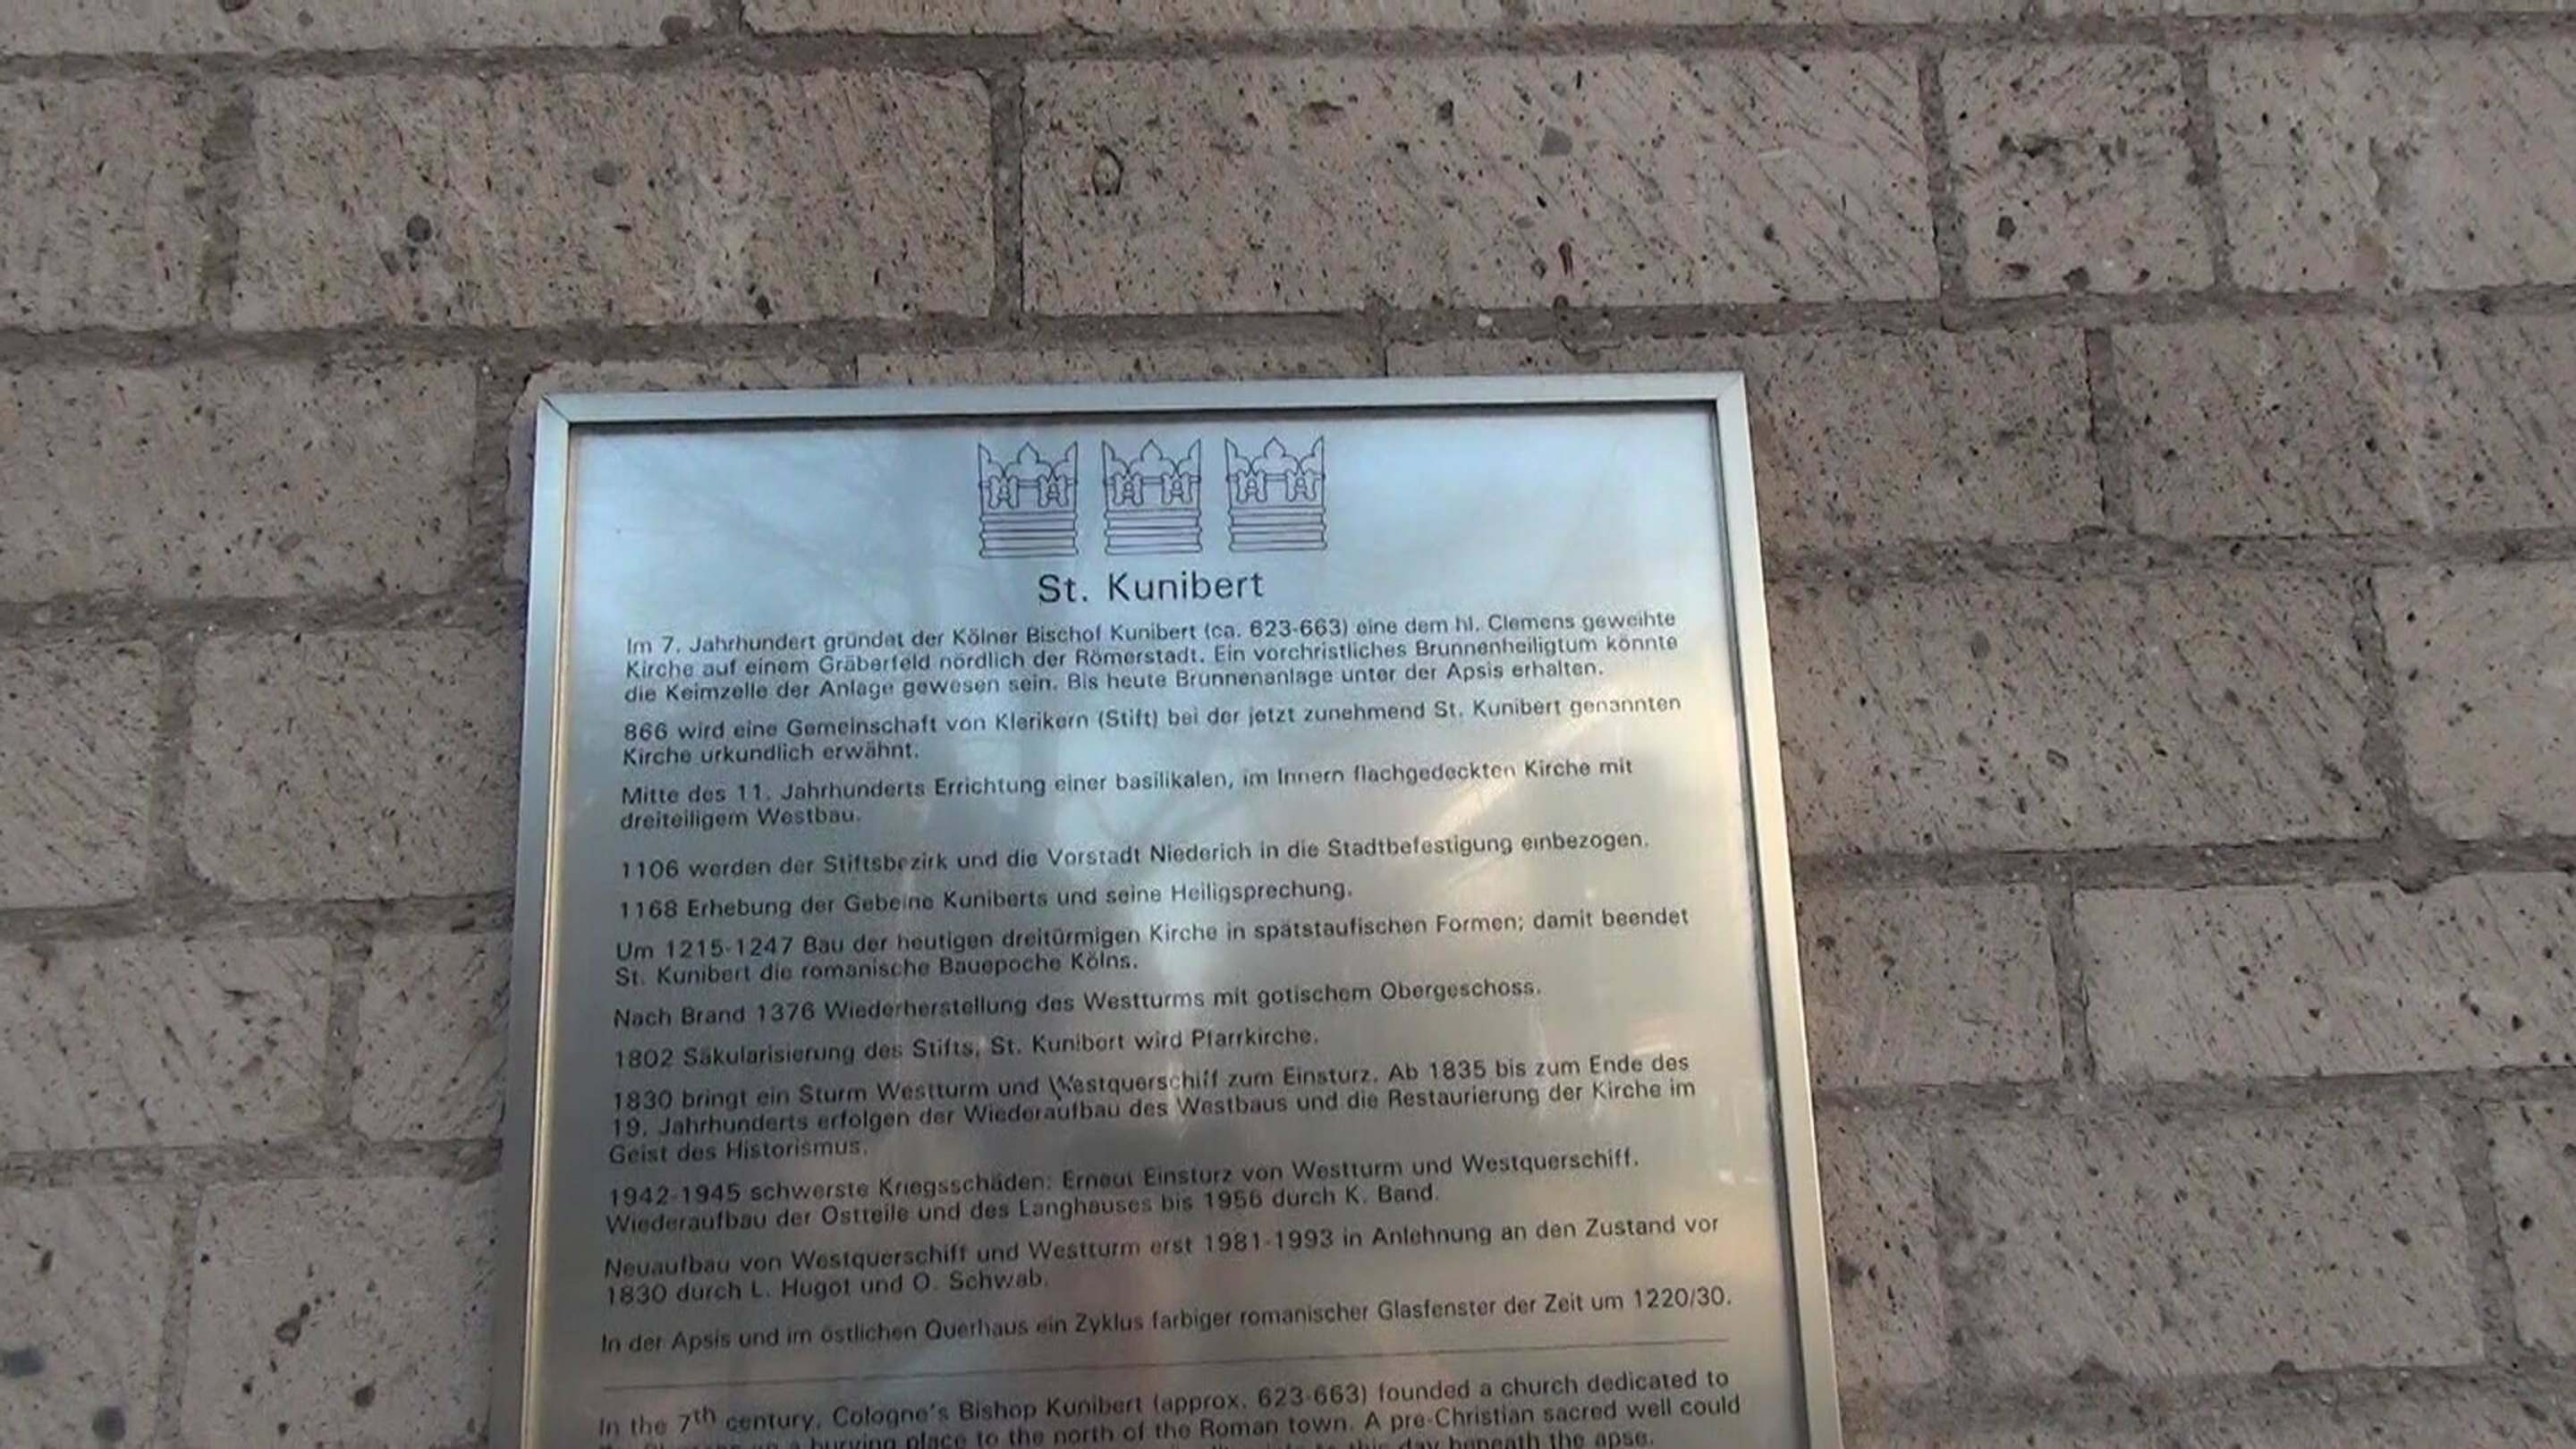 St. Kunibert
Im 7. Jahrhundert gründet der Kölner Bischof Kunibert (ca. 623-663) eine dem hl. Clemens geweihte
Kirche auf einem Gräberfeld nördlich der Römerstadt. Ein vorchristliches Brunnenheiligtum könnte
die Keimzelle der Anlage gewesen sein. Bis heute Brunnenanlage unter der Apsis erhalten.
866 wird eine Gemeinschaft von Klerikern (Stift) bei der jetzt zunehmend St. Kunibert genannten
Kirche urkundlich erwähnt.
Mitte des 11. Jahrhunderts Errichtung einer basilikalen, im Innern flachgedeckten Kirche mit
dreiteiligem Westbau.
1106 werden der Stiftsbezirk und die Vorstadt Niederich in die Stadtbefestigung einbezogen.
1168 Erhebung der Gebeine Kuniberts und seine Heiligsprechung.
Um 1215-1247 Bau der heutigen dreitürmigen Kirche in spätstaufischen Formen; damit beendet
St. Kunibert die romanische Bauepoche Kölns.
Nach Brand 1376 Wiederherstellung des Westturms mit gotischem Obergeschoss.
1802 Säkularisierung des Stifts, St. Kunibert wird Pfarrkirche.
1830 bringt ein Sturm Westturm und Westquerschiff zum Einsturz. Ab 1835 bis zum Ende des
19. Jahrhunderts erfolgen der Wiederaufbau des Westbaus und die Restaurierung der Kirche im
Geist des Historismus.
1942-1945 schwerste Kriegsschäden: Erneut Einsturz von Westturm und Westquerschiff.
Wiederaufbau der Ostteile und des Langhauses bis 1956 durch K. Band.
Neuaufbau von Westquerschiff und Westturm erst 1981-1993 in Anlehnung an den Zustand vor
1830 durch L. Hugot und O. Schwab.
In der Apsis und im östlichen Querhaus ein Zyklus farbiger romanischer Glasfenster der Zeit um 1220/30.
In the 7th century, Cologne's Bishop Kunibert (approx. 623-663) founded a church dedicated to
a burying place to the north of the Roman town. A pre-Christian sacred well could
day beneath the apse.